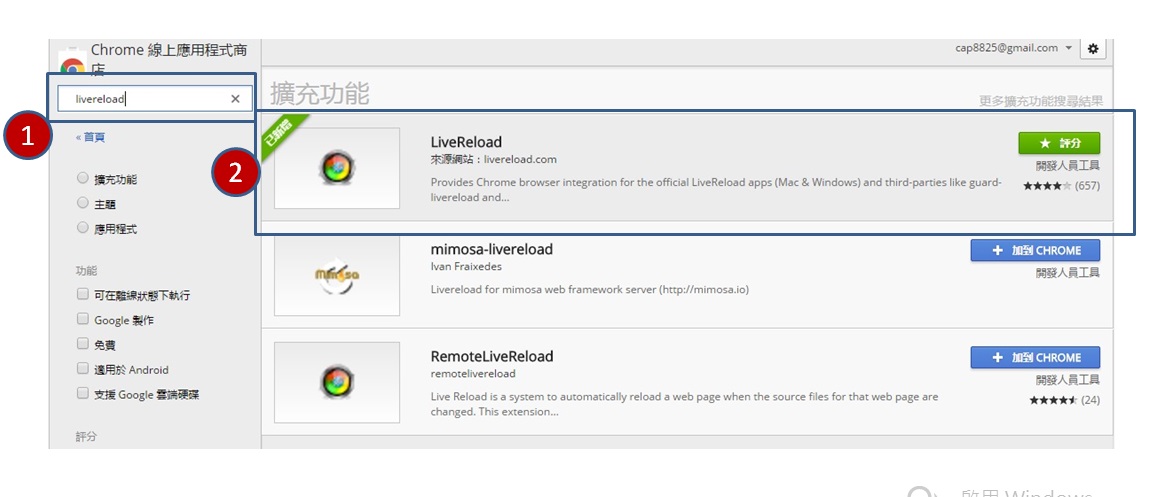 Chrome 線上應用程式商
店
cap8825@gmail.com
livereload
擴充功能
更多擴充功能搜尋結果
1
« 首頁
擴充功能
主題
應用程式
功能
可在離線狀態下執行
Google 製作
免費
適用於 Android
支援 Google 雲端硬碟
評分
2
已新增
LiveReload
來源網站：livereload.com
Provides Chrome browser integration for the official LiveReload apps (Mac & Windows) and third-parties like guard-
livereload and...
★ 評分
開發人員工具
★★★★☆ (657)
mimosa-livereload
Ivan Fraixedes
Livereload for mimosa web framework server (http://mimosa.io)
mimosa
+ 加到 CHROME
開發人員工具
RemoteLiveReload
remotelivereload
Live Reload is a system to automatically reload a web page when the source files for that web page are
changed. This extension...
+ 加到 CHROME
開發人員工具
(24)
啟用 Windows